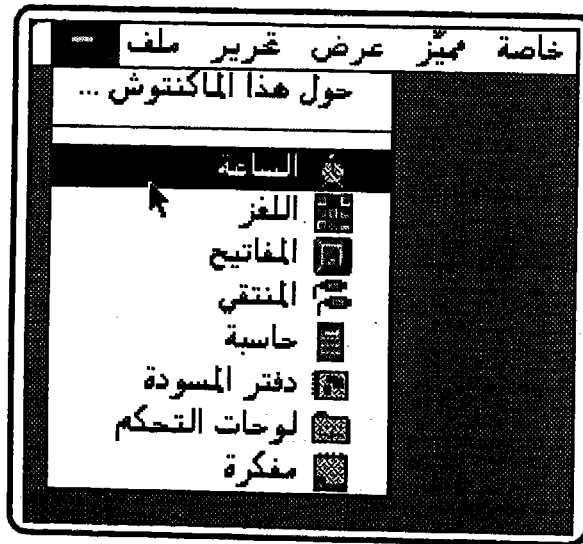 خاصة مميّز عرض تحرير ملف
حول هذا الماكنتوش ...
الساعة
اللغز
المفاتيح
المنتقي
حاسبة
دفتر المسودة
لوحات التحكم
مفكرة